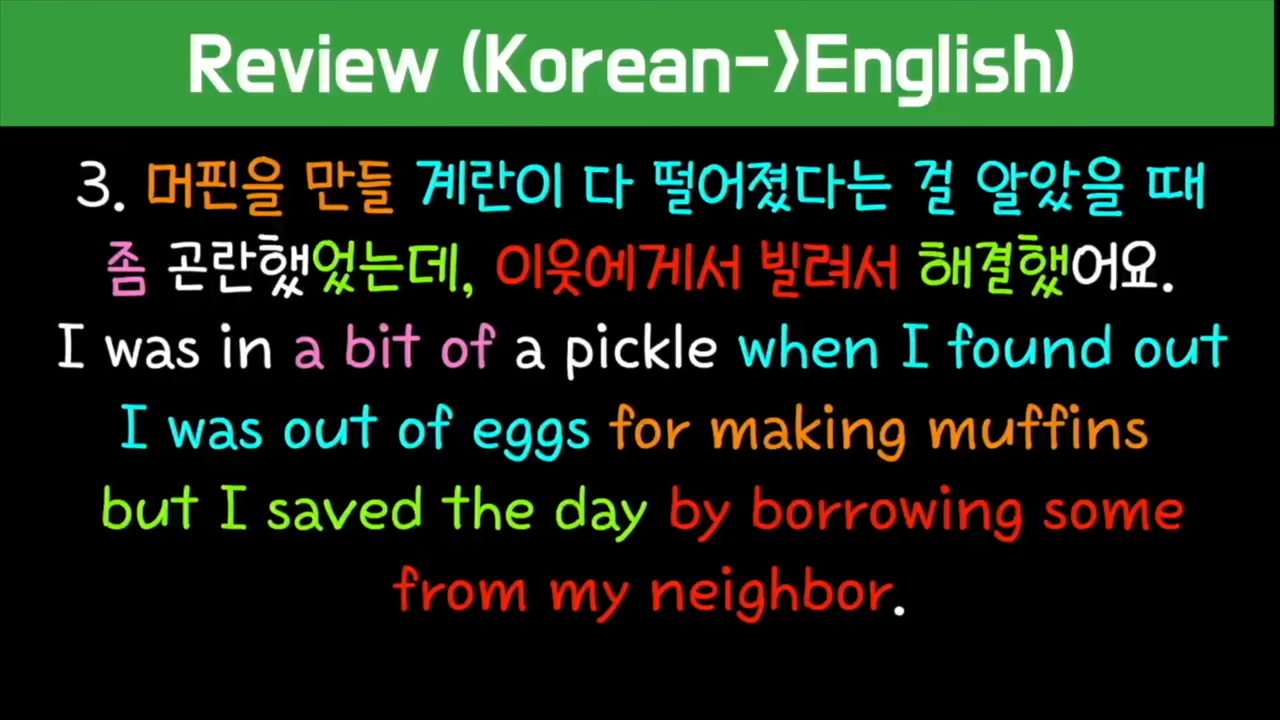 Review (Korean->English)
3. 머핀을 만들 계란이 다 떨어졌다는 걸 알았을 때
좀 곤란했었는데, 이웃에게서 빌려서 해결했어요.
I was in a bit of a pickle when I found out
I was out of eggs for making muffins
but I saved the day by borrowing some
from my neighbor.